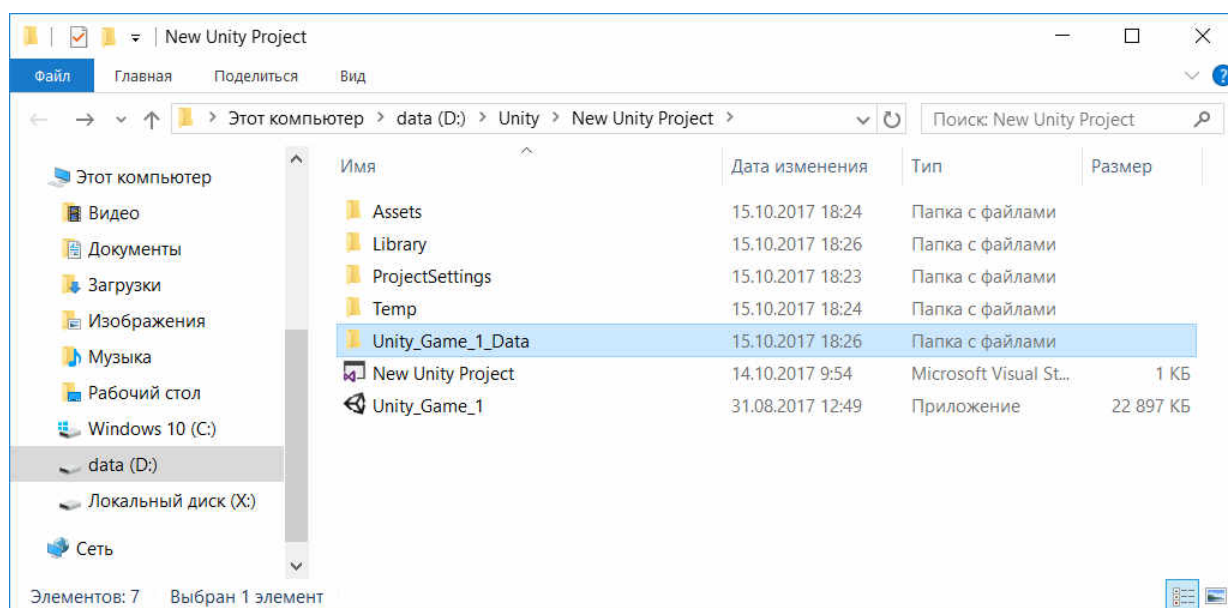 New Unity Project
Файл Главная Поделиться Вид
Этот компьютер > data (D:) > Unity > New Unity Project > Поиск: New Unity Project
Этот компьютер
Видео
Документы
Загрузки
Изображения
Музыка
Рабочий стол
Windows 10 (C:)
data (D:)
Локальный диск (X:)
Сеть
Имя Дата изменения Тип Размер
Assets 15.10.2017 18:24 Папка с файлами
Library 15.10.2017 18:26 Папка с файлами
ProjectSettings 15.10.2017 18:23 Папка с файлами
Temp 15.10.2017 18:24 Папка с файлами
Unity_Game_1_Data 15.10.2017 18:26 Папка с файлами
New Unity Project 14.10.2017 9:54 Microsoft Visual St... 1 КБ
Unity_Game_1 31.08.2017 12:49 Приложение 22 897 КБ
Элементов: 7 Выбран 1 элемент